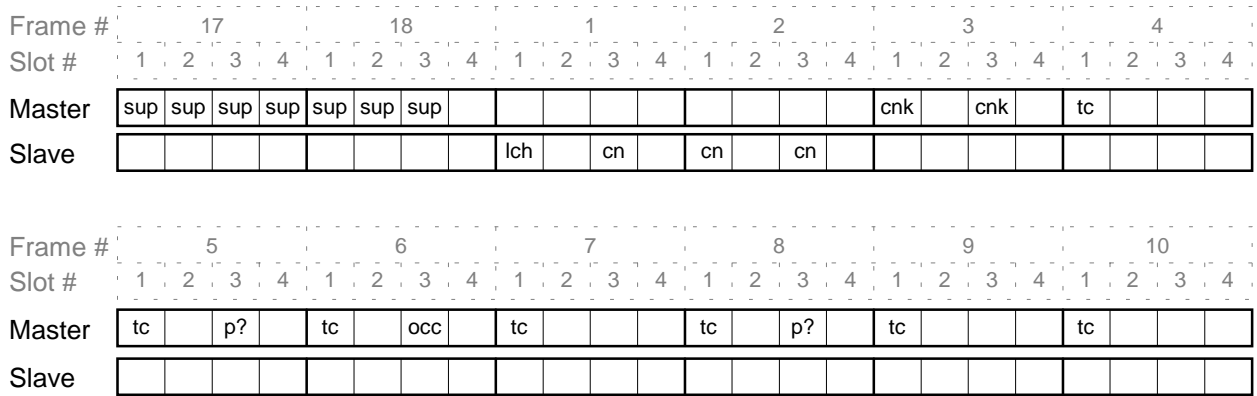 Frame # 17 18 1 2 3 4
Slot # 1 2 3 4 1 2 3 4 1 2 3 4 1 2 3 4 1 2 3 4 1 2 3 4
Master sup sup sup sup sup sup sup cnk cnk tc
Slave lch cn cn cn
Frame # 5 6 7 8 9 10
Slot # 1 2 3 4 1 2 3 4 1 2 3 4 1 2 3 4 1 2 3 4 1 2 3 4
Master tc p? tc occ tc tc p? tc tc
Slave